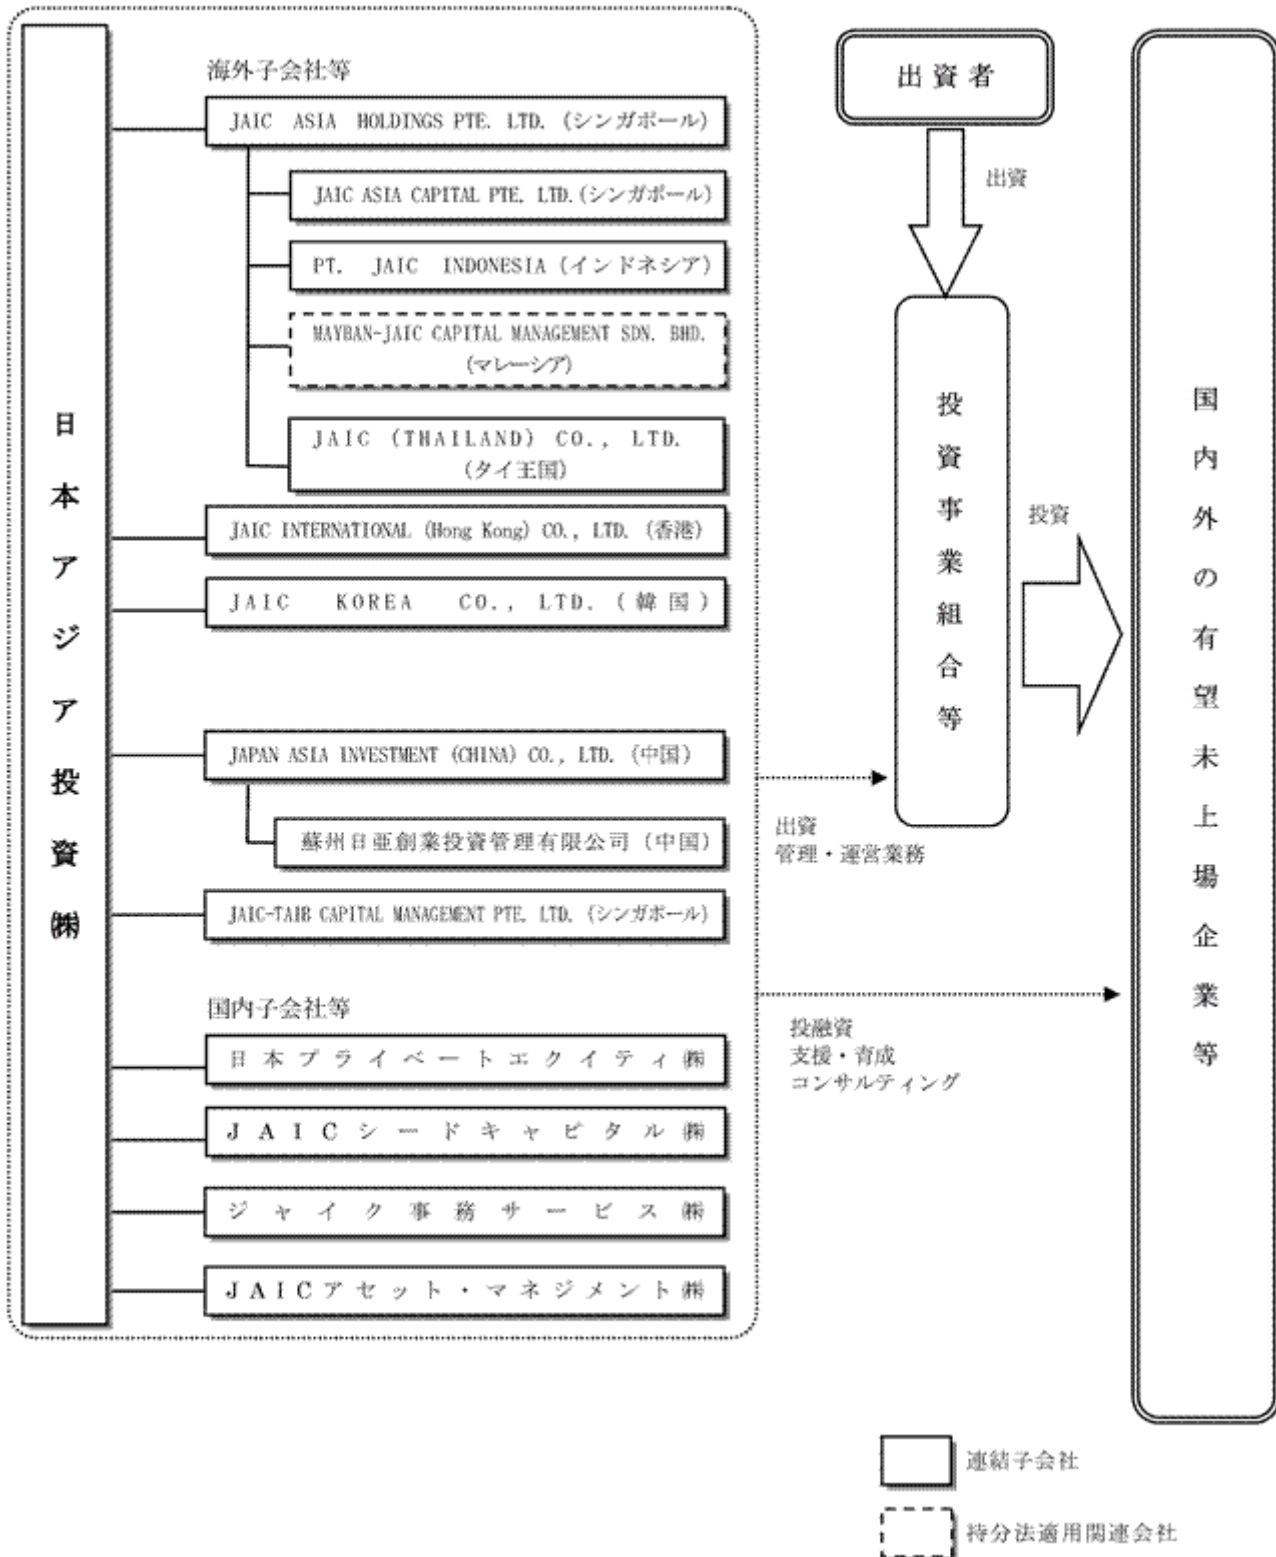 日本アジア投資㈱
海外子会社等
JAIC ASIA HOLDINGS PTE. LTD. (シンガポール)
JAIC ASIA CAPITAL PTE. LTD. (シンガポール)
PT. JAIC INDONESIA (インドネシア)
MAYBAN-JAIC CAPITAL MANAGEMENT SDN. BHD.
(マレーシア)
JAIC (THAILAND) CO., LTD.
(タイ王国)
JAIC INTERNATIONAL (Hong Kong) CO., LTD. (香港)
JAIC KOREA CO., LTD. (韓国)
JAPAN ASIA INVESTMENT (CHINA) CO., LTD. (中国)
蘇州日亜創業投資管理有限公司 (中国)
JAIC-TAIB CAPITAL MANAGEMENT PTE. LTD. (シンガポール)
国内子会社等
日本プライベートエクイティ㈱
JAICシードキャピタル㈱
ジャイク事務サービス㈱
JAICアセット・マネジメント㈱
出資者
出資
投資事業組合等
投資
出資
管理・運営業務
投融資
支援・育成
コンサルティング
国内外の有望未上場企業等
連結子会社
持分法適用関連会社